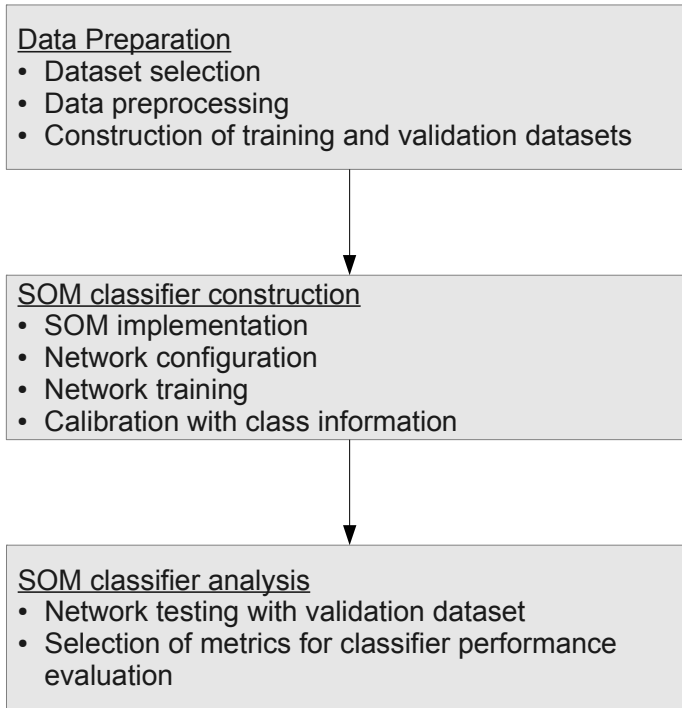 Data Preparation
• Dataset selection
• Data preprocessing
• Construction of training and validation datasets
SOM classifier construction
• SOM implementation
• Network configuration
• Network training
• Calibration with class information
SOM classifier analysis
• Network testing with validation dataset
• Selection of metrics for classifier performance
evaluation